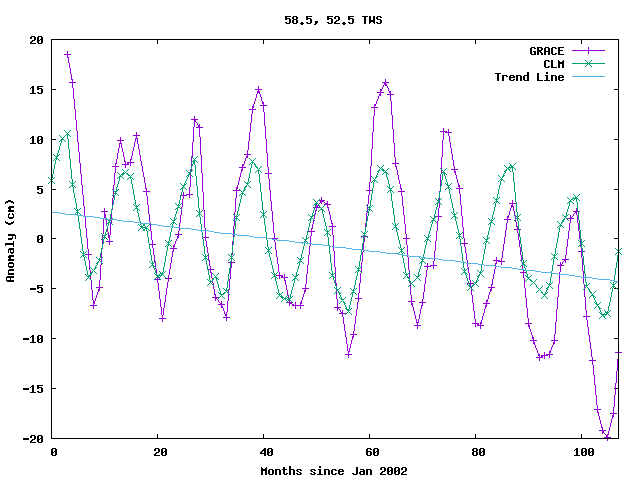 58.5, 52.5 TWS
GRACE
CLM
Trend Line
20
15
10
5
0
-5
-10
-15
-20
Anomaly (cm)
0 20 40 60 80 100
Months since Jan 2002